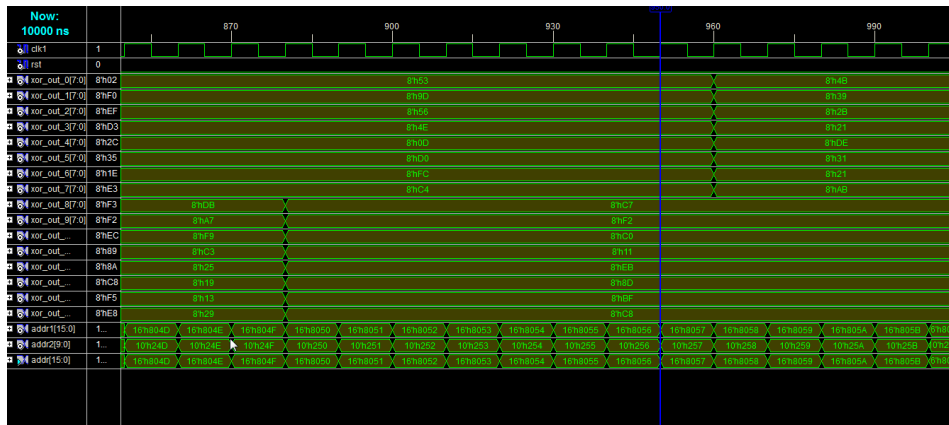 Now:
10000 ns
870 900 930 960 990
clk1 1
rst 0
xor_out_0[7:0] 8'h02 8'h53 8'h4B
xor_out_1[7:0] 8'hF0 8'h9D 8'h39
xor_out_2[7:0] 8'hEF 8'h56 8'h2B
xor_out_3[7:0] 8'hD3 8'h4E 8'h21
xor_out_4[7:0] 8'h2C 8'h0D 8'hDE
xor_out_5[7:0] 8'h35 8'hD0 8'h31
xor_out_6[7:0] 8'h1E 8'hFC 8'h21
xor_out_7[7:0] 8'hE3 8'hC4 8'hAB
xor_out_8[7:0] 8'hF3 8'hDB 8'hC7
xor_out_9[7:0] 8'hF2 8'hA7 8'hF2
xor_out_... 8'hEC 8'hF9 8'hC0
xor_out_... 8'h89 8'hC3 8'h11
xor_out_... 8'h8A 8'h25 8'hEB
xor_out_... 8'hC8 8'h19 8'h8D
xor_out_... 8'hF5 8'h13 8'hBF
xor_out_... 8'hE8 8'h29 8'hC8
addr1[15:0] 1... 16'h804D 16'h804E 16'h804F 16'h8050 16'h8051 16'h8052 16'h8053 16'h8054 16'h8055 16'h8056 16'h8057 16'h8058 16'h8059 16'h805A 16'h805B
addr2[9:0] 1... 10'h24D 10'h24E 10'h24F 10'h250 10'h251 10'h252 10'h253 10'h254 10'h255 10'h256 10'h257 10'h258 10'h259 10'h25A 10'h25B
addr[15:0] 1... 16'h804D 16'h804E 16'h804F 16'h8050 16'h8051 16'h8052 16'h8053 16'h8054 16'h8055 16'h8056 16'h8057 16'h8058 16'h8059 16'h805A 16'h805B